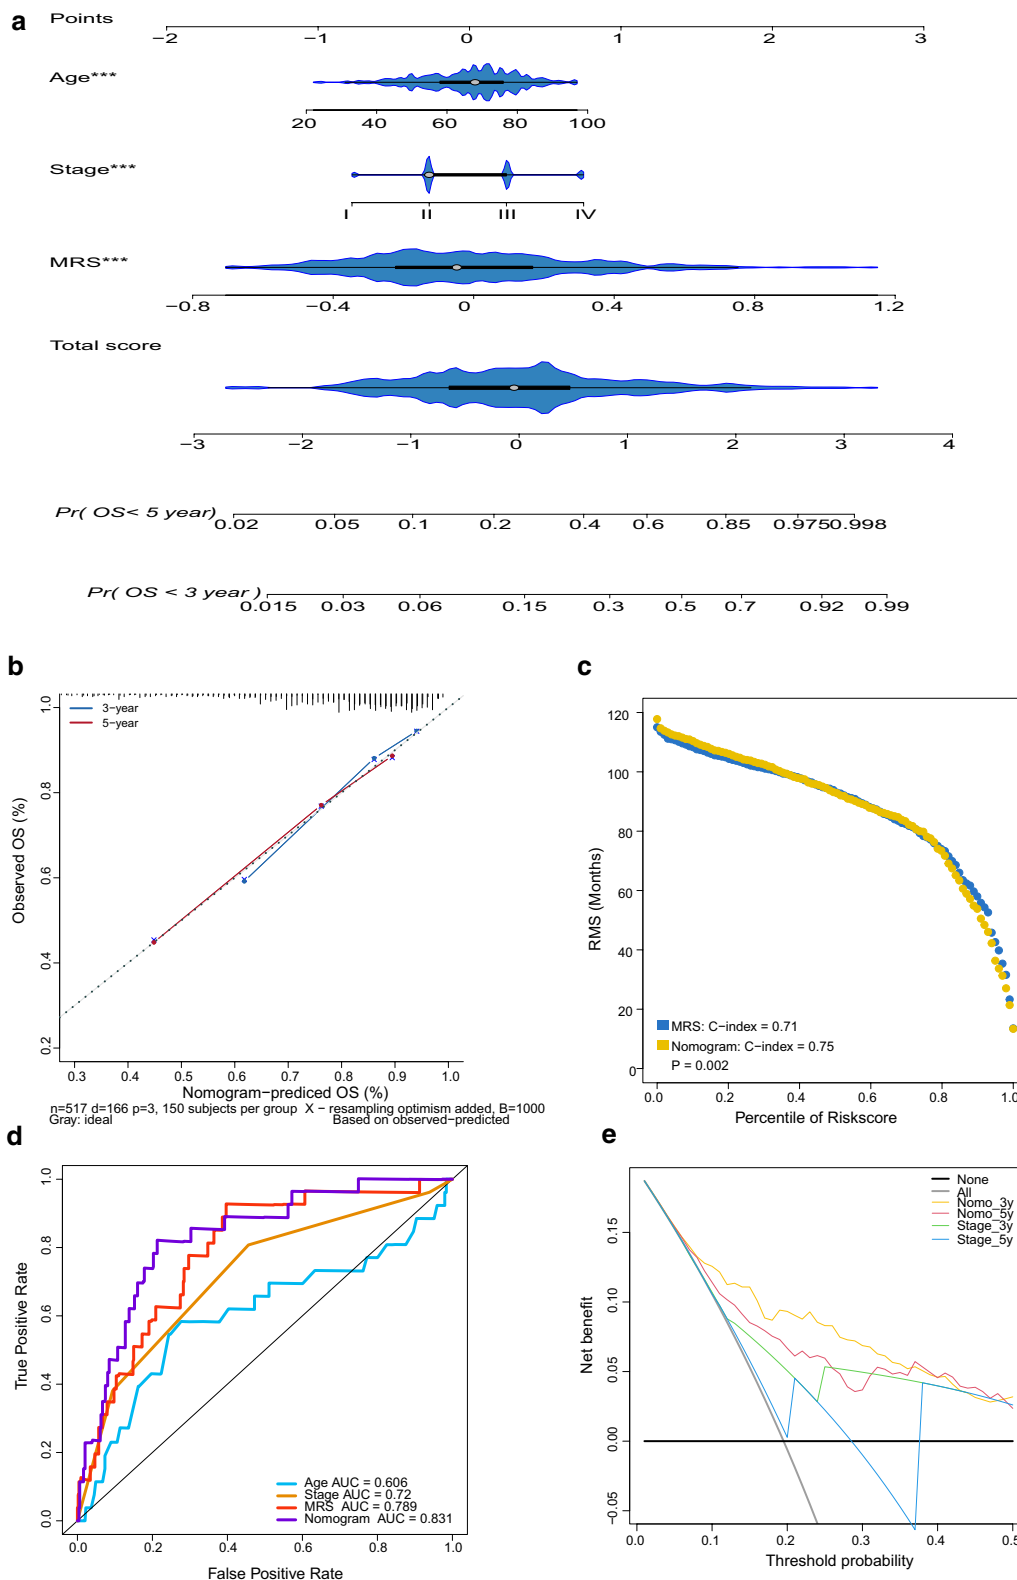 a
Points
−2 −1 0 1 2 3
Age***
20 40 60 80 100
Stage***
I II III IV
MRS***
−0.8 −0.4 0 0.4 0.8 1.2
Total score
−3 −2 −1 0 1 2 3 4
Pr( OS< 5 year)
0.02 0.05 0.1 0.2 0.4 0.6 0.85 0.975 0.998
Pr( OS < 3 year )
0.015 0.03 0.06 0.15 0.3 0.5 0.7 0.92 0.99
b
3−year
5−year
Observed OS (%)
1.0
0.8
0.6
0.4
0.2
0.3 0.4 0.5 0.6 0.7 0.8 0.9 1.0
Nomogram−prediced OS (%)
n=517 d=166 p=3, 150 subjects per group X − resampling optimism added, B=1000
Gray: ideal Based on observed−predicted
c
RMS (Months)
120
100
80
60
40
20
0
MRS: C−index = 0.71
Nomogram: C−index = 0.75
P = 0.002
0.0 0.2 0.4 0.6 0.8 1.0
Percentile of Riskscore
d
True Positive Rate
1.0
0.8
0.6
0.4
0.2
0.0
Age AUC = 0.606
Stage AUC = 0.72
MRS AUC = 0.789
Nomogram AUC = 0.831
0.0 0.2 0.4 0.6 0.8 1.0
False Positive Rate
e
None
All
Nomo_3y
Nomo_5y
Stage_3y
Stage_5y
Net benefit
0.15
0.10
0.05
0.00
−0.05
0.0 0.1 0.2 0.3 0.4 0.5
Threshold probability